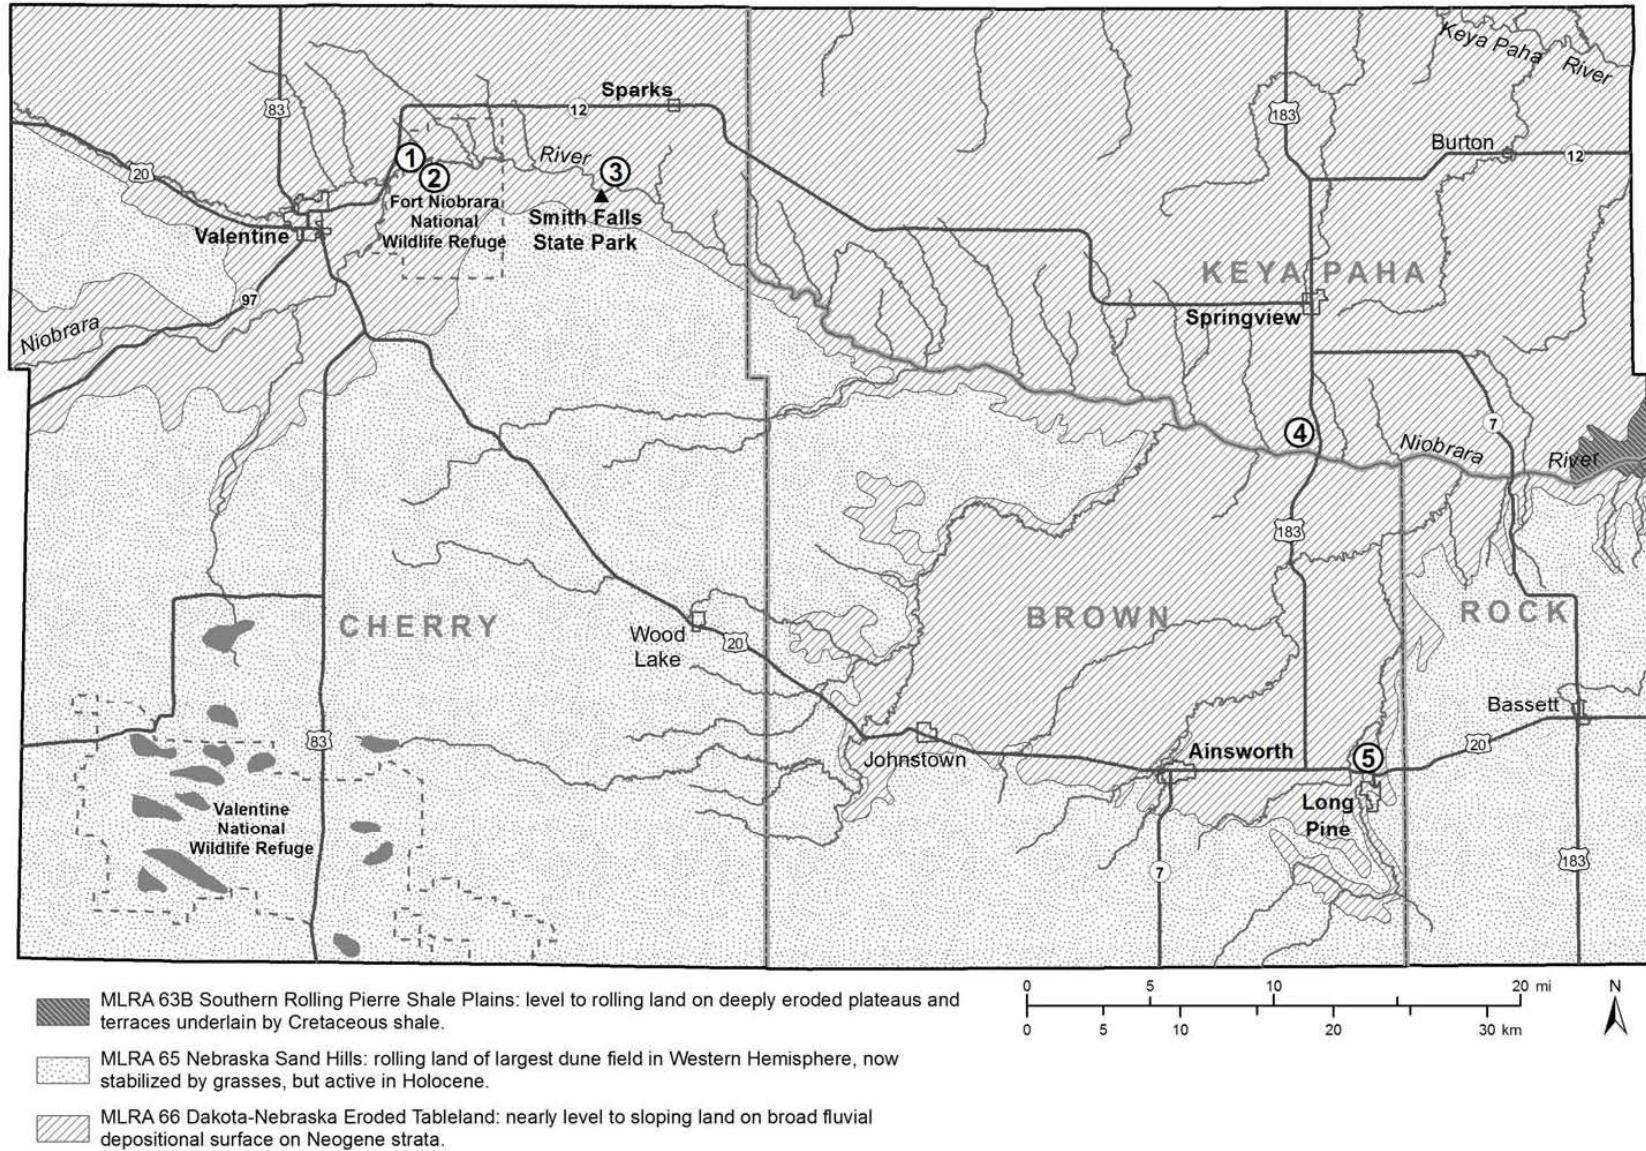 Keya Paha
River
83
Sparks
12
183
Burton
12
20
1
River
3
2
Fort Niobrara
National
Wildlife Refuge
Smith Falls
State Park
Valentine
KEYA PAHA
97
Niobrara
Springview
7
4
Niobrara
River
183
CHERRY
BROWN
ROCK
Wood
Lake
20
Bassett
83
Johnstown
Ainsworth
5
20
Long
Pine
Valentine
National
Wildlife Refuge
7
183
MLRA 63B Southern Rolling Pierre Shale Plains: level to rolling land on deeply eroded plateaus and
terraces underlain by Cretaceous shale.
0 5 10 20 mi
0 5 10 20 30 km
N
MLRA 65 Nebraska Sand Hills: rolling land of largest dune field in Western Hemisphere, now
stabilized by grasses, but active in Holocene.
MLRA 66 Dakota-Nebraska Eroded Tableland: nearly level to sloping land on broad fluvial
depositional surface on Neogene strata.